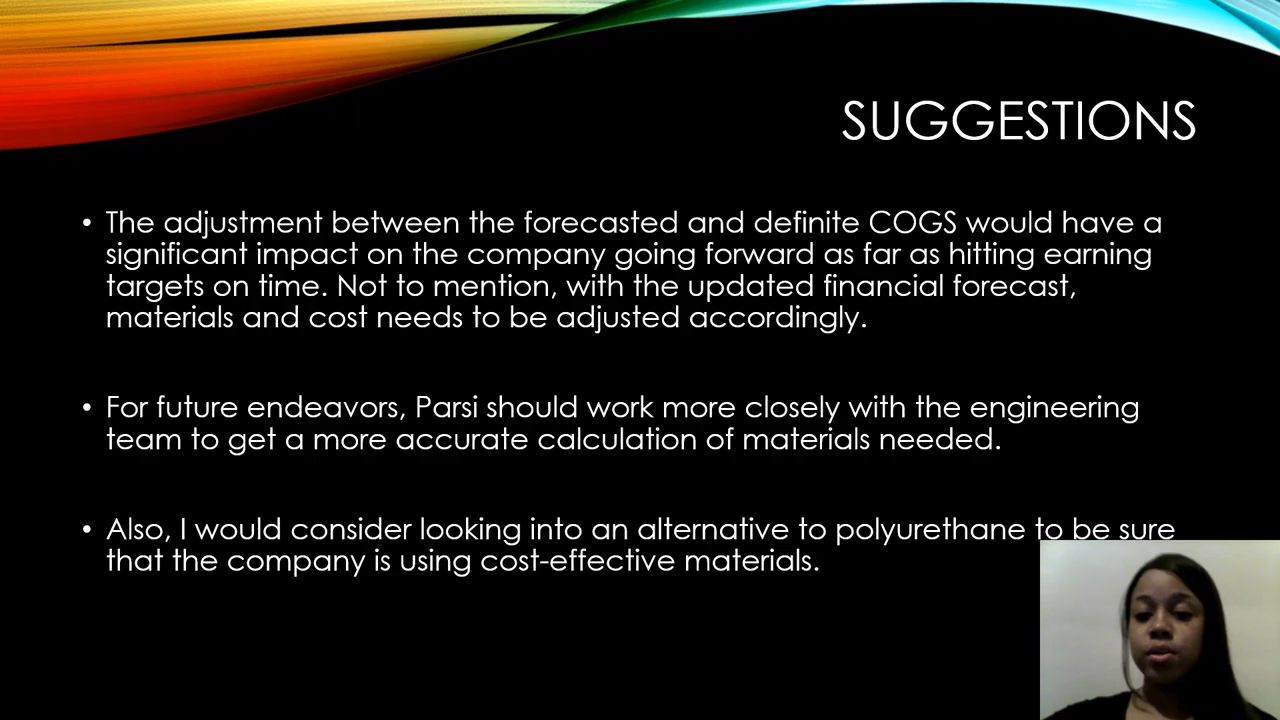 SUGGESTIONS
• The adjustment between the forecasted and definite COGS would have a
significant impact on the company going forward as far as hitting earning
targets on time. Not to mention, with the updated financial forecast,
materials and cost needs to be adjusted accordingly.
• For future endeavors, Parsi should work more closely with the engineering
team to get a more accurate calculation of materials needed.
• Also, I would consider looking into an alternative to polyurethane to be sure
that the company is using cost-effective materials.